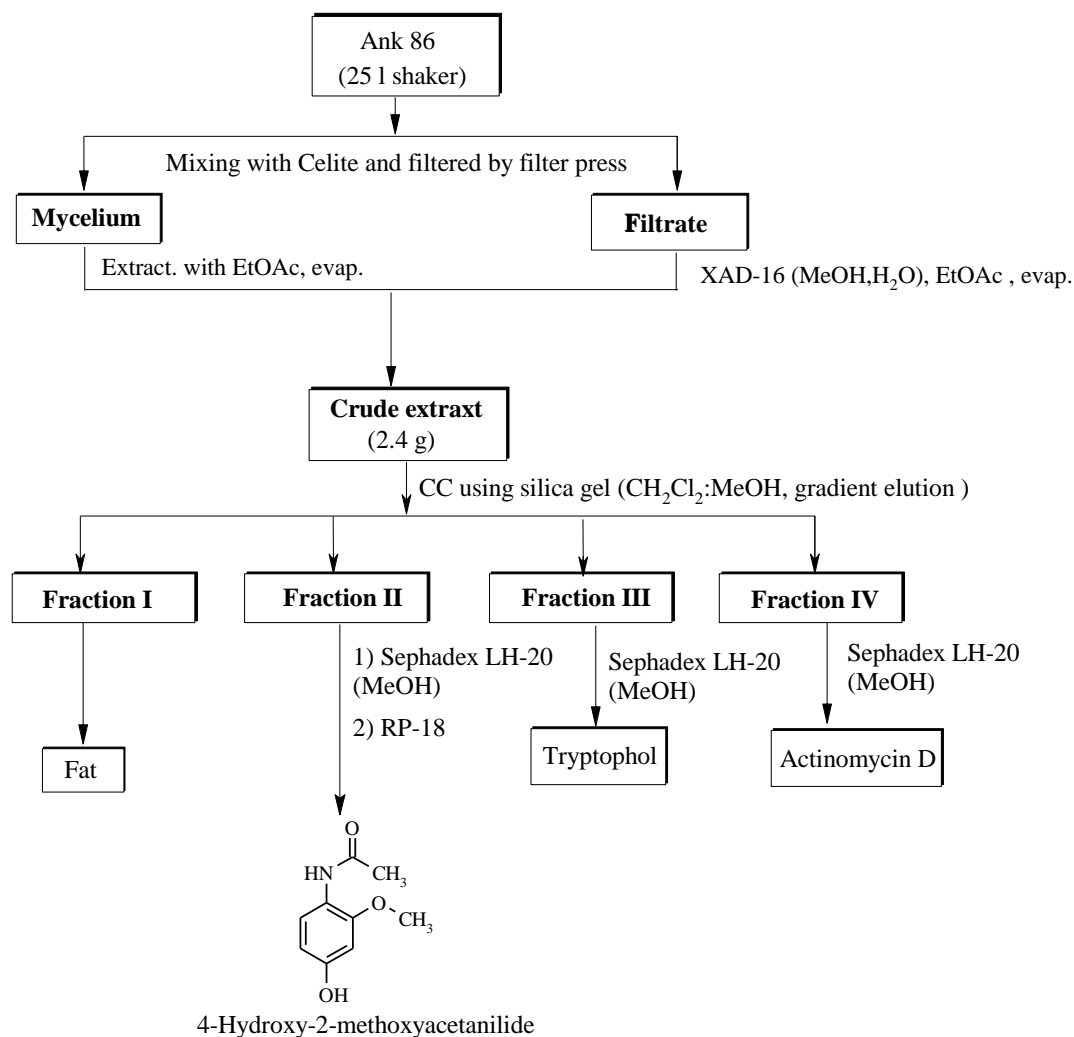 Ank 86
(25 l shaker)
Mixing with Celite and filtered by filter press
Mycelium
Filtrate
Extract. with EtOAc, evap.
XAD-16 (MeOH,H₂O), EtOAc , evap.
Crude extraxt
(2.4 g)
CC using silica gel (CH₂Cl₂:MeOH, gradient elution )
Fraction I
Fraction II
Fraction III
Fraction IV
1) Sephadex LH-20
(MeOH)
2) RP-18
Sephadex LH-20
(MeOH)
Sephadex LH-20
(MeOH)
Fat
Tryptophol
Actinomycin D
O
HN
CH₃
O
CH₃
OH
4-Hydroxy-2-methoxyacetanilide